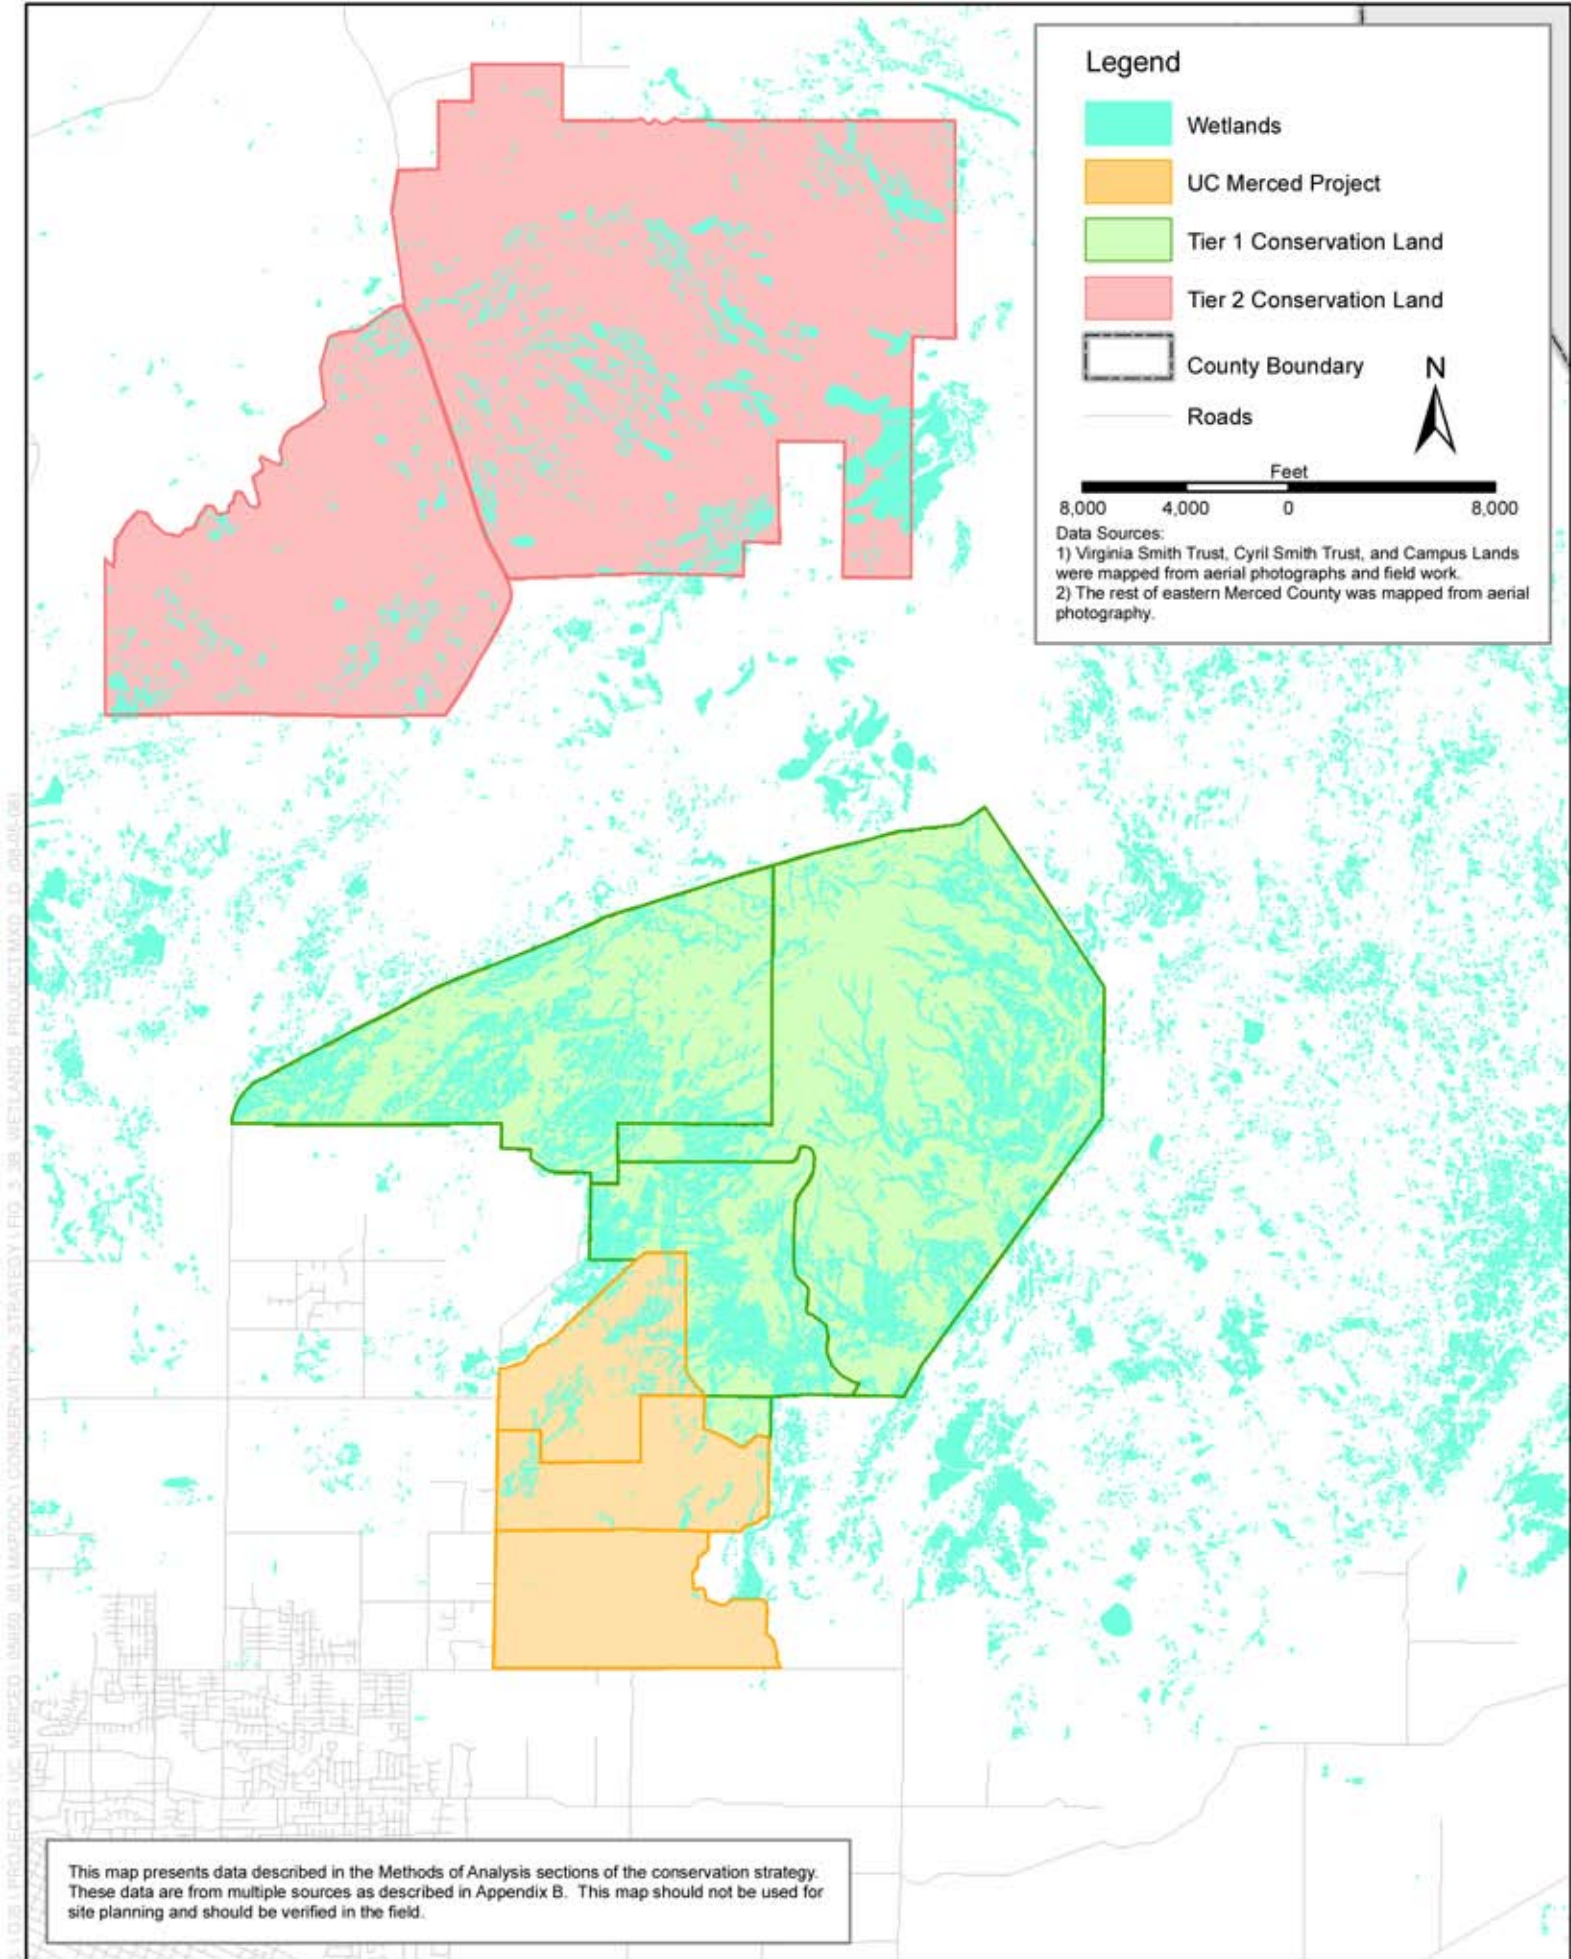 Legend
Wetlands
UC Merced Project
Tier 1 Conservation Land
Tier 2 Conservation Land
County Boundary
N
Roads
Feet
8,000 4,000 0 8,000
Data Sources:
1) Virginia Smith Trust, Cyril Smith Trust, and Campus Lands
were mapped from aerial photographs and field work.
2) The rest of eastern Merced County was mapped from aerial
photography.
This map presents data described in the Methods of Analysis sections of the conservation strategy.
These data are from multiple sources as described in Appendix B. This map should not be used for
site planning and should be verified in the field.